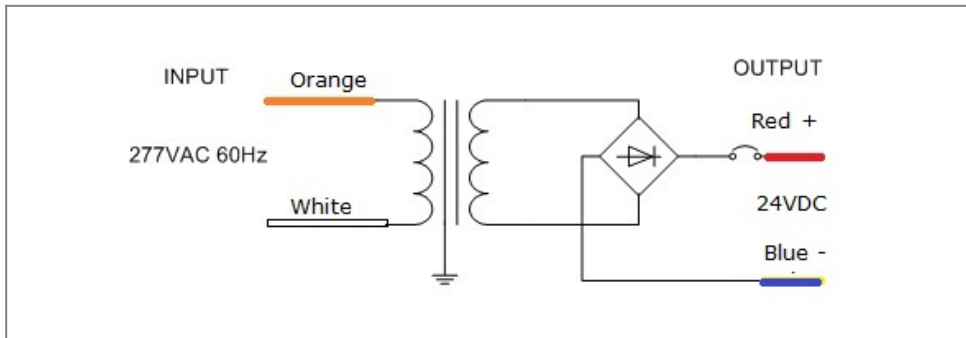 INPUT
Orange
OUTPUT
Red +
277VAC 60Hz
White
24VDC
Blue -